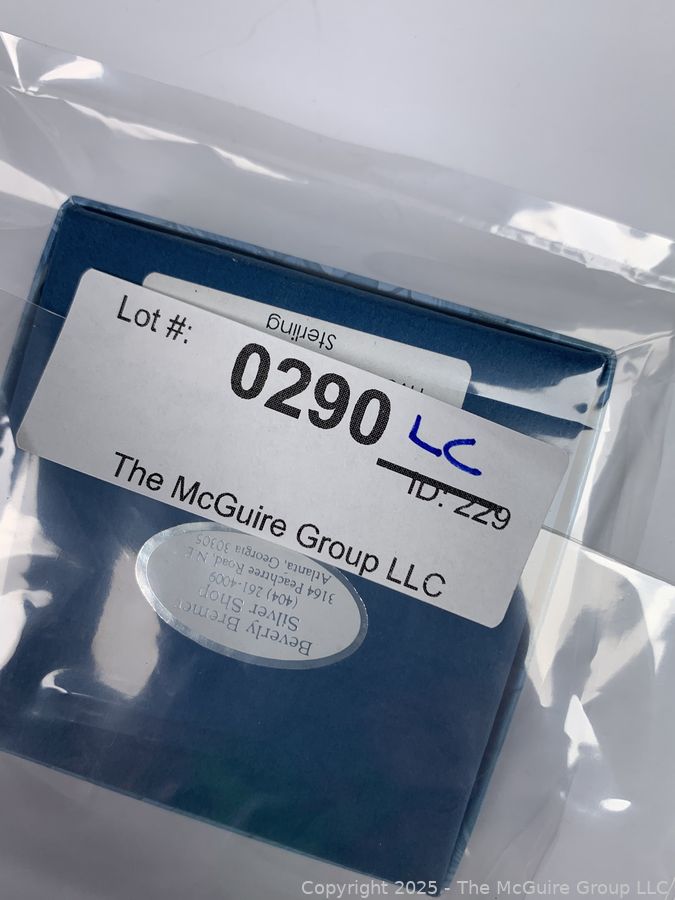 Lot #:
0290
LC
ID: 229
The McGuire Group LLC
Sterling
Beverly Bremer
Silver Shop
(404) 261-4009
3164 Peachtree Road, N.E.
Atlanta, Georgia 30305
Copyright 2025 - The McGuire Group LLC